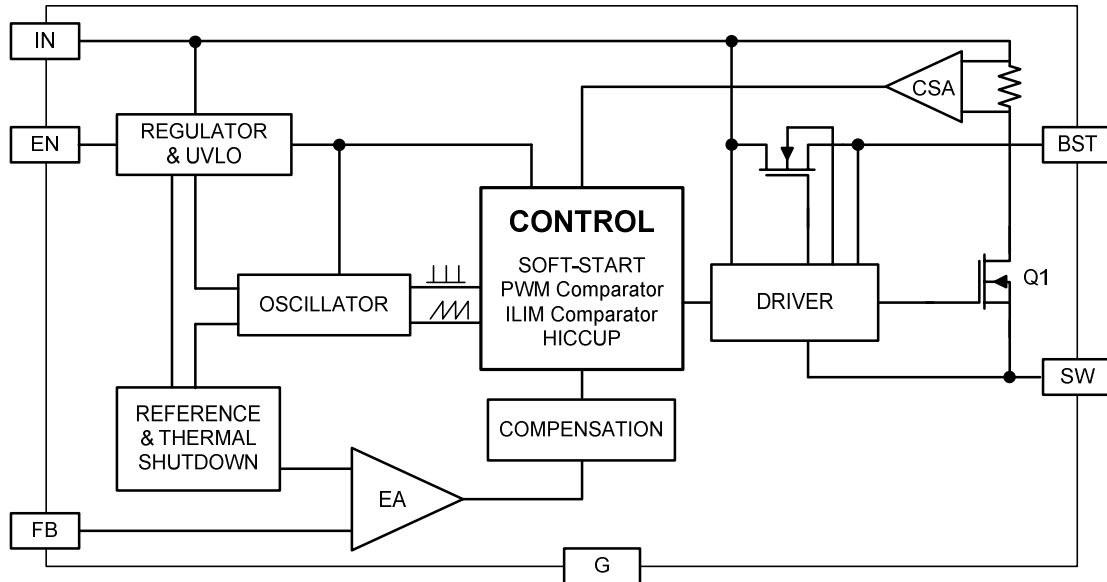 IN
CSA
EN
REGULATOR
& UVLO
BST
CONTROL
SOFT-START
PWM Comparator
ILIM Comparator
HICCUP
OSCILLATOR
DRIVER
Q1
SW
REFERENCE
& THERMAL
SHUTDOWN
COMPENSATION
EA
FB
G